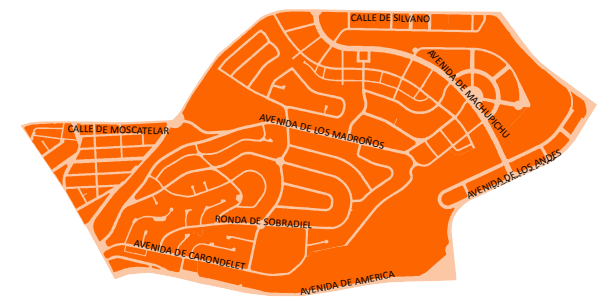 CALLE DE SILVANO
AVENIDA DE MACHUPICHU
CALLE DE MOSCATELAR
AVENIDA DE LOS MADROÑOS
AVENIDA DE LOS ANDES
RONDA DE SOBRADIEL
AVENIDA DE CARONDELET
AVENIDA DE AMERICA